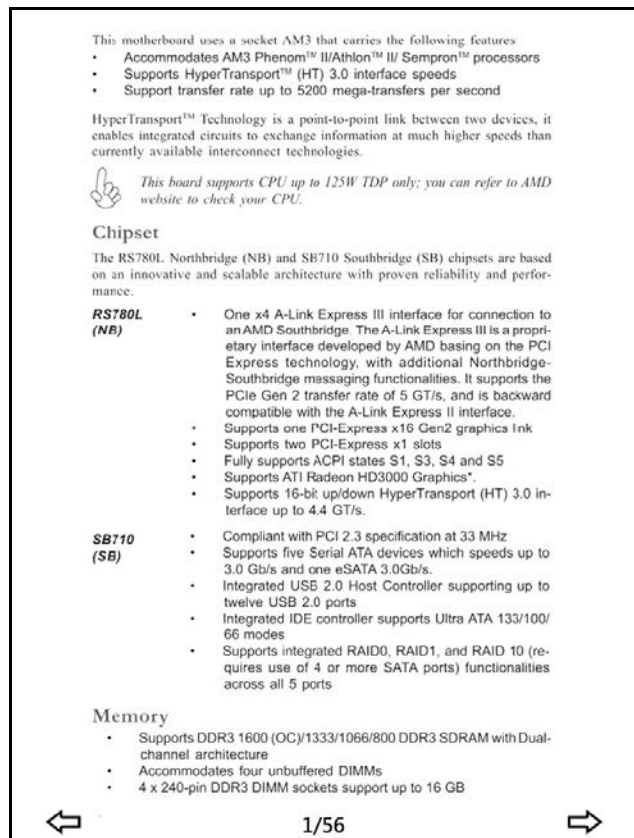 This motherboard uses a socket AM3 that carries the following features
• Accommodates AM3 Phenom™ II/Athlon™ II/ Sempron™ processors
• Supports HyperTransport™ (HT) 3.0 interface speeds
• Support transfer rate up to 5200 mega-transfers per second
HyperTransport™ Technology is a point-to-point link between two devices, it
enables integrated circuits to exchange information at much higher speeds than
currently available interconnect technologies.
This board supports CPU up to 125W TDP only; you can refer to AMD
website to check your CPU.
Chipset
The RS780L Northbridge (NB) and SB710 Southbridge (SB) chipsets are based
on an innovative and scalable architecture with proven reliability and perfor-
mance.
RS780L • One x4 A-Link Express III interface for connection to
(NB) an AMD Southbridge. The A-Link Express III is a propri-
etary interface developed by AMD basing on the PCI
Express technology, with additional Northbridge-
Southbridge messaging functionalities. It supports the
PCIe Gen 2 transfer rate of 5 GT/s, and is backward
compatible with the A-Link Express II interface.
• Supports one PCI-Express x16 Gen2 graphics link
• Supports two PCI-Express x1 slots
• Fully supports ACPI states S1, S3, S4 and S5
• Supports ATI Radeon HD3000 Graphics*.
• Supports 16-bit up/down HyperTransport (HT) 3.0 in-
terface up to 4.4 GT/s.
SB710 • Compliant with PCI 2.3 specification at 33 MHz
(SB) • Supports five Serial ATA devices which speeds up to
3.0 Gb/s and one eSATA 3.0Gb/s.
• Integrated USB 2.0 Host Controller supporting up to
twelve USB 2.0 ports
• Integrated IDE controller supports Ultra ATA 133/100/
66 modes
• Supports integrated RAID0, RAID1, and RAID 10 (re-
quires use of 4 or more SATA ports) functionalities
across all 5 ports
Memory
• Supports DDR3 1600 (OC)/1333/1066/800 DDR3 SDRAM with Dual-
channel architecture
• Accommodates four unbuffered DIMMs
• 4 x 240-pin DDR3 DIMM sockets support up to 16 GB
1/56